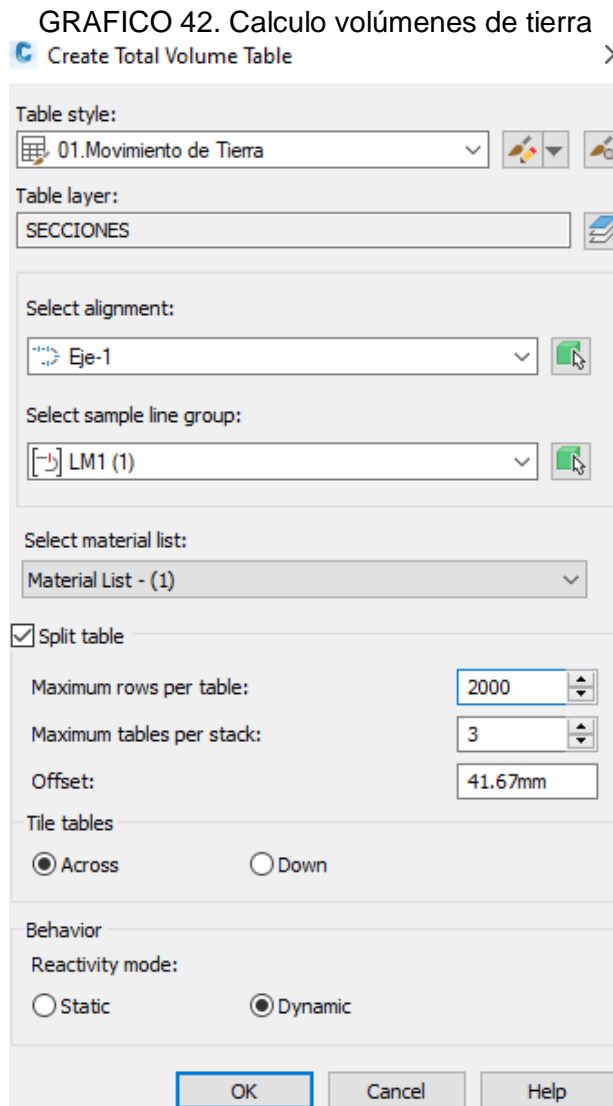 GRAFICO 42. Calculo volúmenes de tierra
Create Total Volume Table
Table style:
01.Movimiento de Tierra
Table layer:
SECCIONES
Select alignment:
Eje-1
Select sample line group:
LM1 (1)
Select material list:
Material List - (1)
Split table
Maximum rows per table: 2000
Maximum tables per stack: 3
Offset: 41.67mm
Tile tables
Across Down
Behavior
Reactivity mode:
Static Dynamic
OK Cancel Help